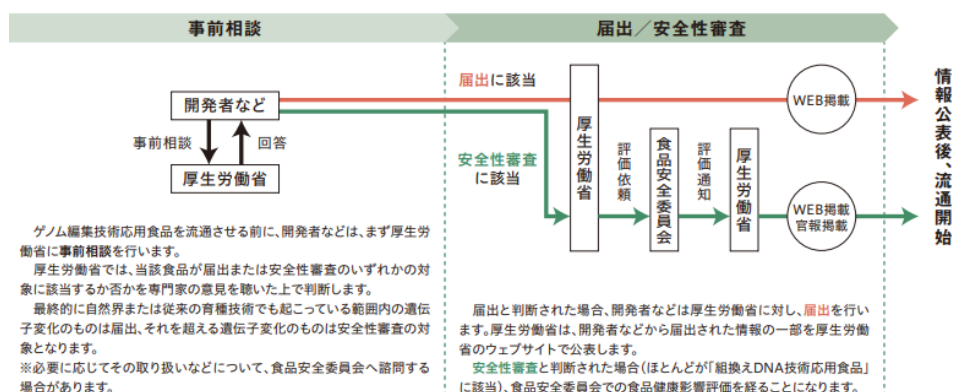 事前相談
届出／安全性審査
開発者など
事前相談
回答
厚生労働省
届出に該当
安全性審査
に該当
厚生労働省
評価依頼
食品安全委員会
評価通知
厚生労働省
WEB掲載
WEB掲載
官報掲載
情報公表後、流通開始
ゲノム編集技術応用食品を流通させる前に、開発者などは、まず厚生労
働省に事前相談を行います。
厚生労働省では、当該食品が届出または安全性審査のいずれかの対
象に該当するか否かを専門家の意見を聴いた上で判断します。
最終的に自然界または従来の育種技術でも起こっている範囲内の遺伝
子変化のものは届出、それを超える遺伝子変化のものは安全性審査の対
象となります。
※必要に応じてその取り扱いなどについて、食品安全委員会へ諮問する
場合があります。
届出と判断された場合、開発者などは厚生労働省に対し、届出を行い
ます。厚生労働省は、開発者などから届出された情報の一部を厚生労働
省のウェブサイトで公表します。
安全性審査と判断された場合（ほとんどが「組換えDNA技術応用食品」
に該当）、食品安全委員会での食品健康影響評価を経ることになります。